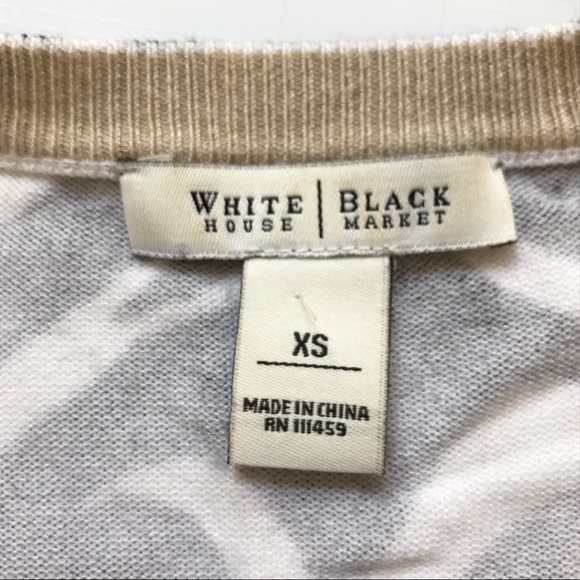 WHITE | BLACK
HOUSE | MARKET
XS
MADE IN CHINA
RN 111459